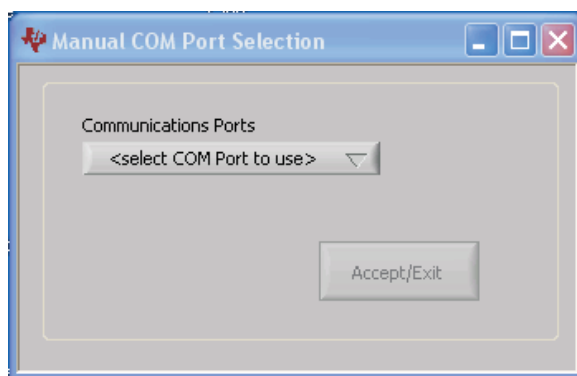 Manual COM Port Selection
Communications Ports
<select COM Port to use>
Accept/Exit